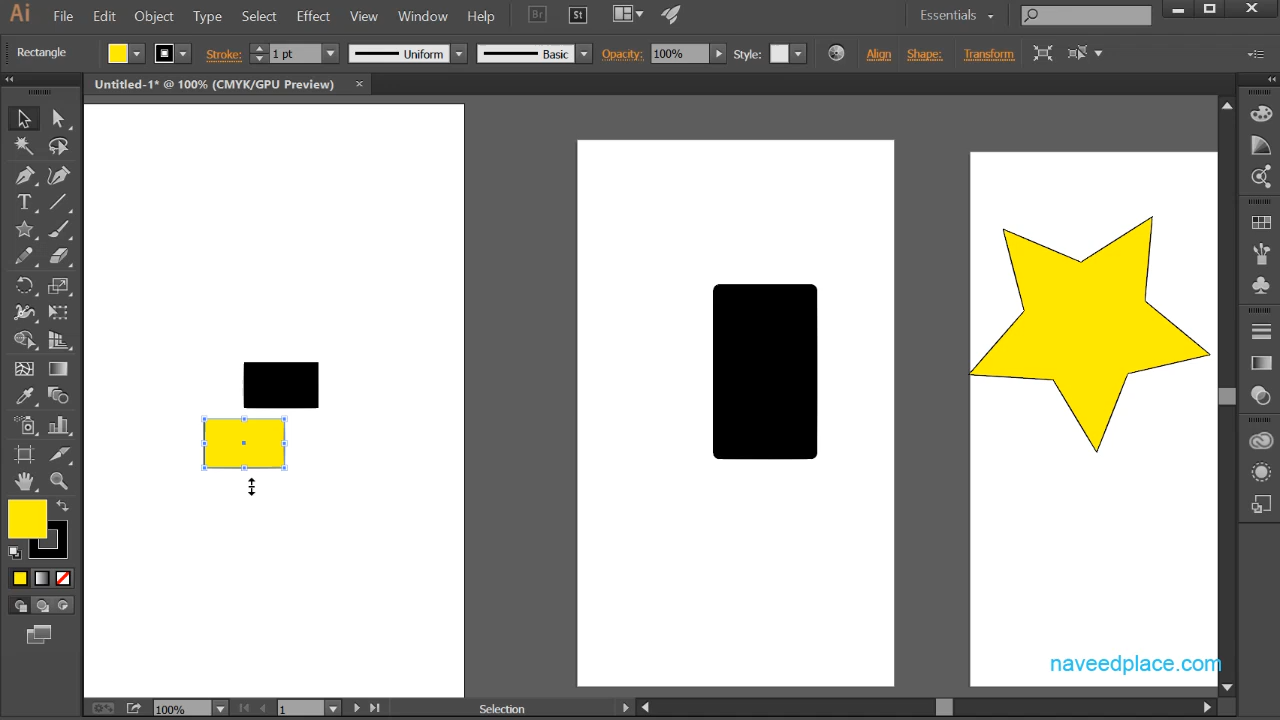 Ai File Edit Object Type Select Effect View Window Help Br St Essentials
Rectangle Stroke: 1 pt Uniform Basic Opacity: 100% Style: Align Shape: Transform
Untitled-1* @ 100% (CMYK/GPU Preview) ×
T
naveedplace.com
100% 1 Selection